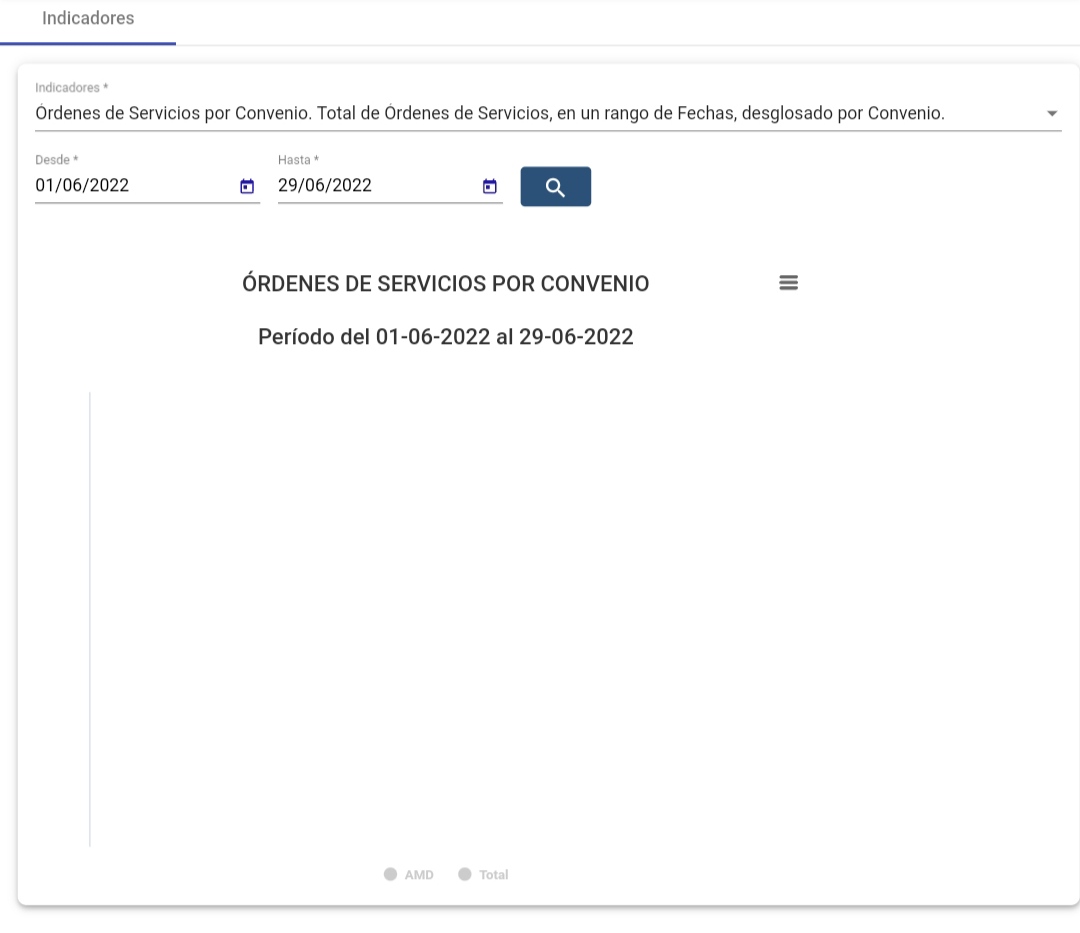 Indicadores
Indicadores *
Órdenes de Servicios por Convenio. Total de Órdenes de Servicios, en un rango de Fechas, desglosado por Convenio.
Desde *
Hasta *
01/06/2022
29/06/2022
ÓRDENES DE SERVICIOS POR CONVENIO
Período del 01-06-2022 al 29-06-2022
AMD
Total